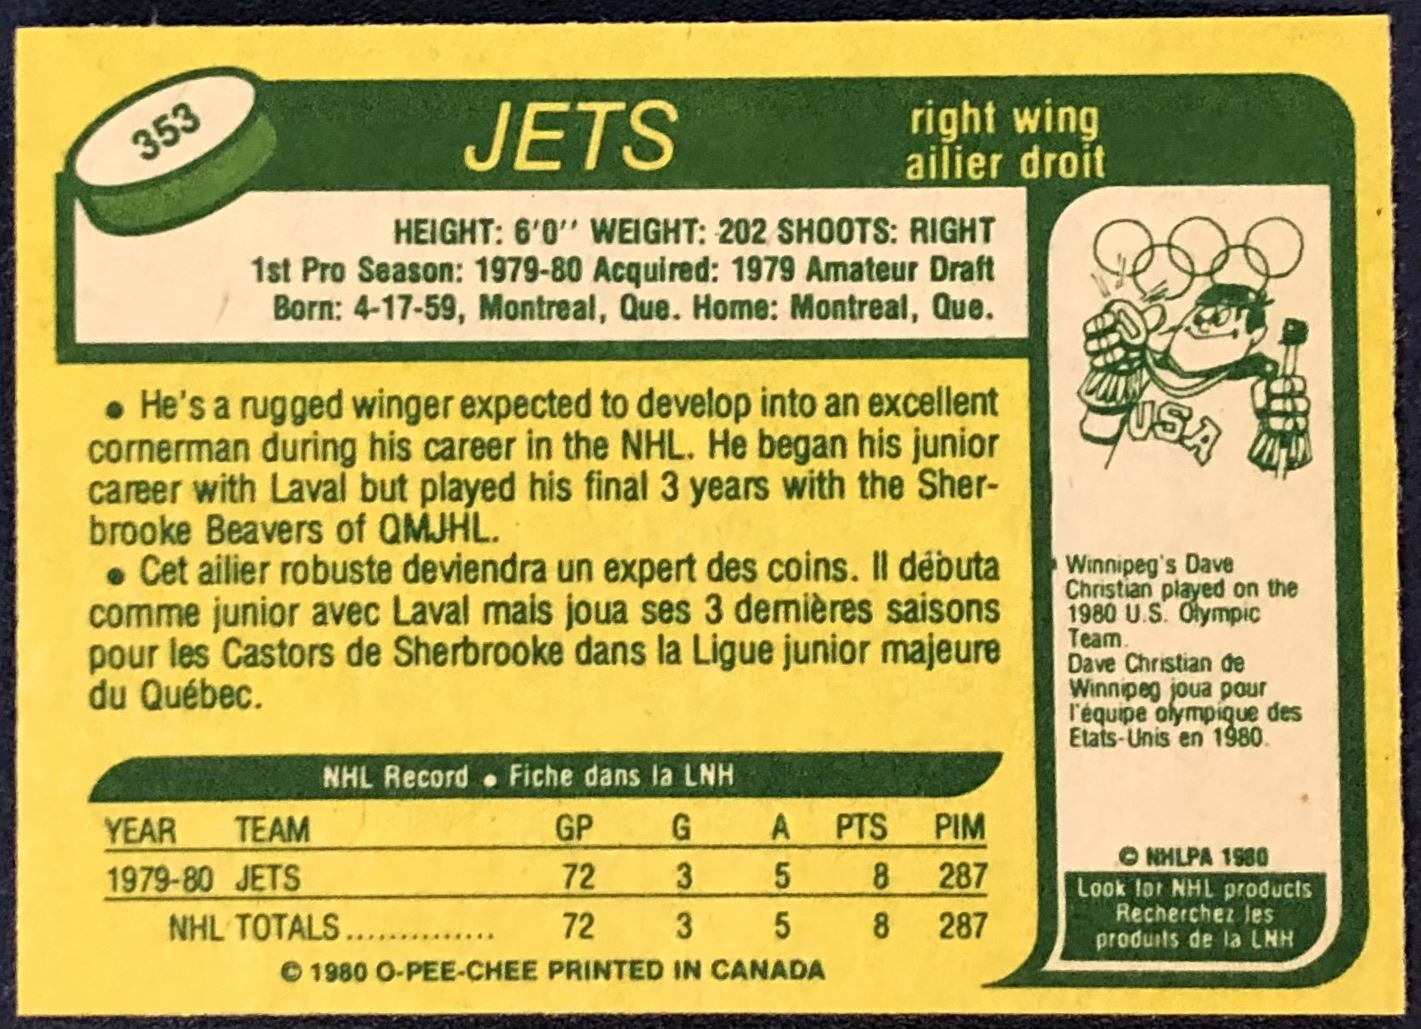 353
JETS
right wing
ailier droit
HEIGHT: 6'0'' WEIGHT: 202 SHOOTS: RIGHT
1st Pro Season: 1979-80 Acquired: 1979 Amateur Draft
Born: 4-17-59, Montreal, Que. Home: Montreal, Que.
• He's a rugged winger expected to develop into an excellent
cornerman during his career in the NHL. He began his junior
career with Laval but played his final 3 years with the Sher-
brooke Beavers of QMJHL.
• Cet ailier robuste deviendra un expert des coins. Il débuta
comme junior avec Laval mais joua ses 3 dernières saisons
pour les Castors de Sherbrooke dans la Ligue junior majeure
du Québec.
NHL Record • Fiche dans la LNH
YEAR TEAM GP G A PTS PIM
1979-80 JETS 72 3 5 8 287
NHL TOTALS.............. 72 3 5 8 287
© 1980 O-PEE-CHEE PRINTED IN CANADA
USA
Winnipeg's Dave
Christian played on the
1980 U.S. Olympic
Team.
Dave Christian de
Winnipeg joua pour
l'équipe olympique des
Etats-Unis en 1980.
© NHLPA 1980
Look for NHL products
Recherchez les
produits de la LNH